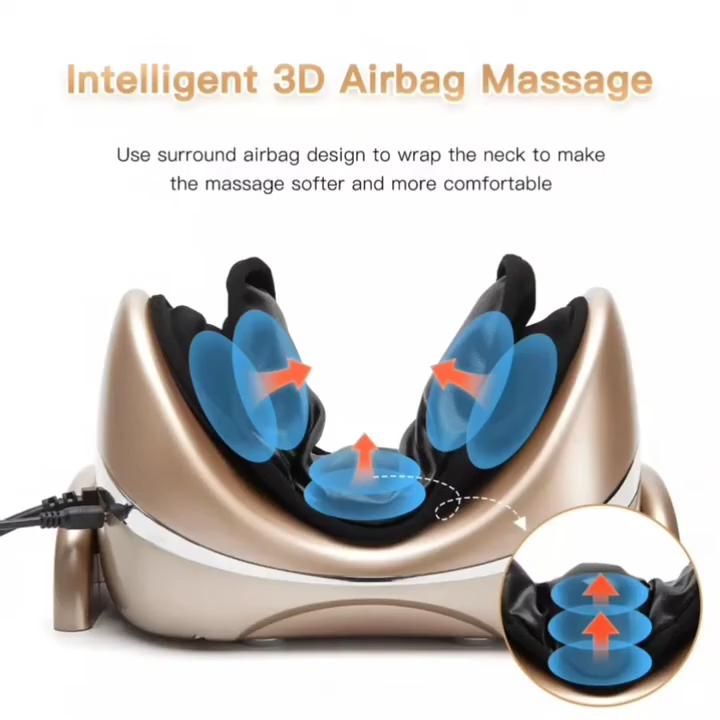 Intelligent 3D Airbag Massage
Use surround airbag design to wrap the neck to make
the massage softer and more comfortable